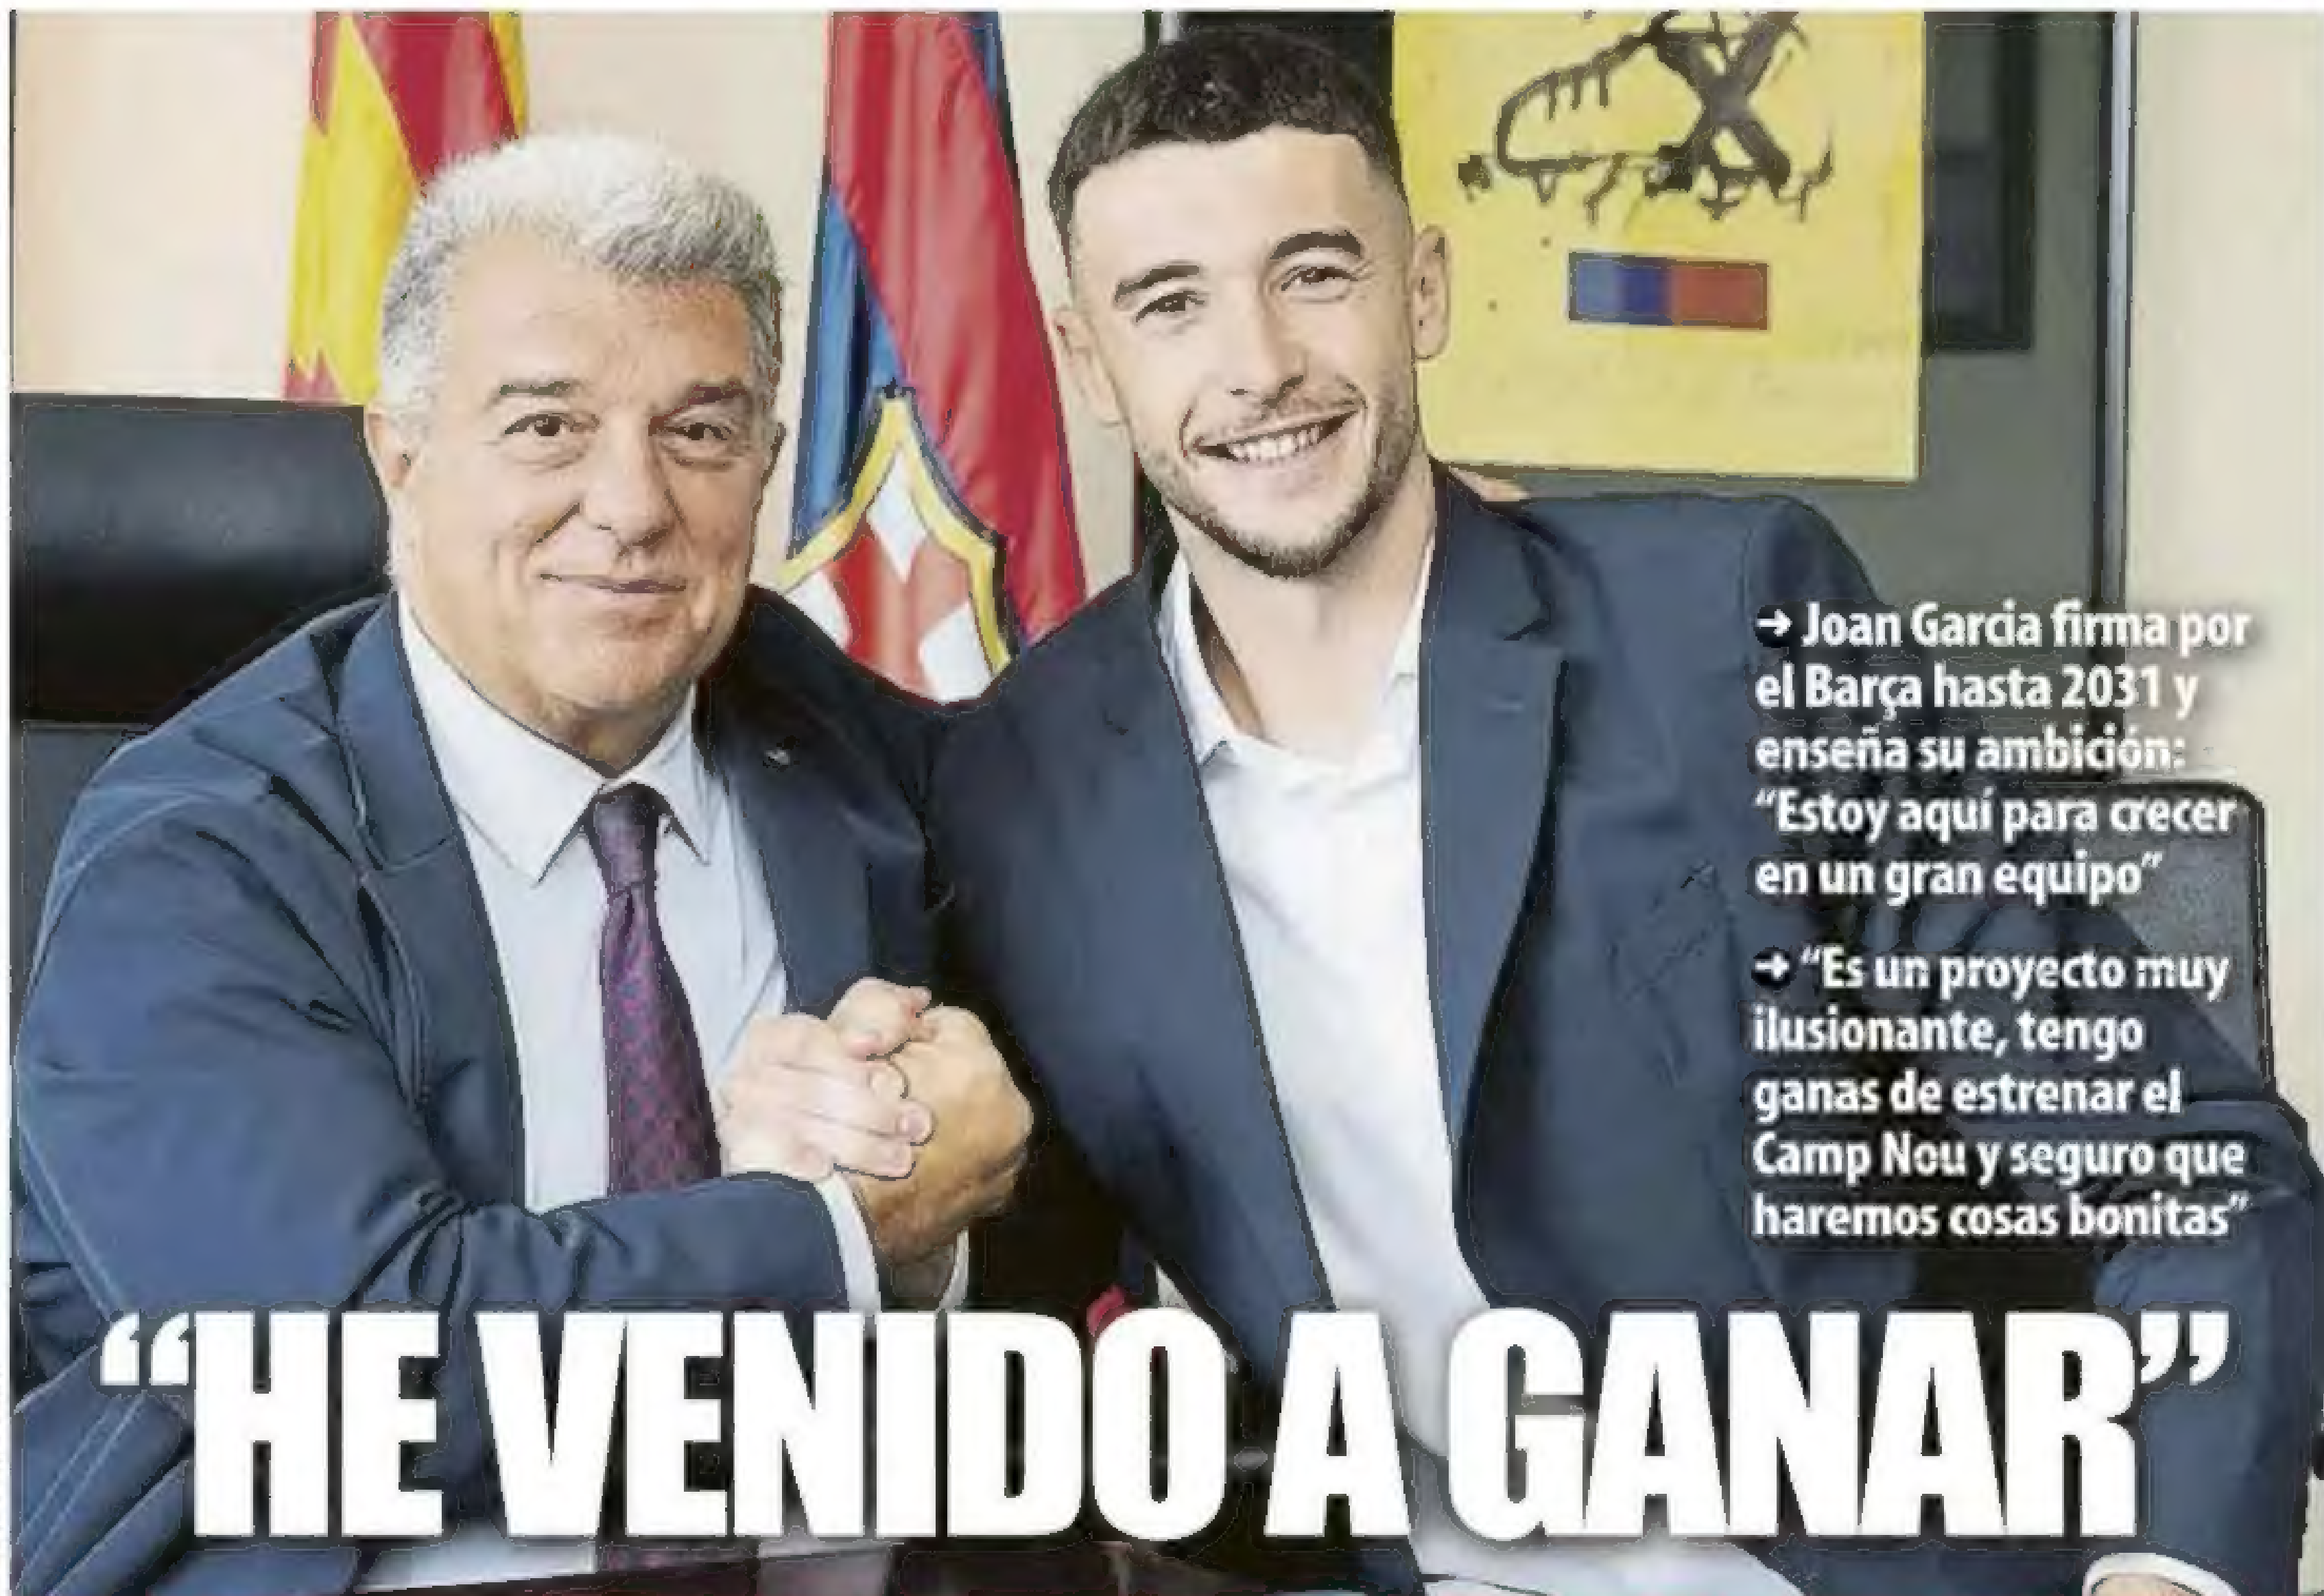 → Joan Garcia firma por
el Barça hasta 2031 y
enseña su ambición:
“Estoy aquí para crecer
en un gran equipo”
→ “Es un proyecto muy
ilusionante, tengo
ganas de estrenar el
Camp Nou y seguro que
haremos cosas bonitas”
“HE VENIDO A GANAR”